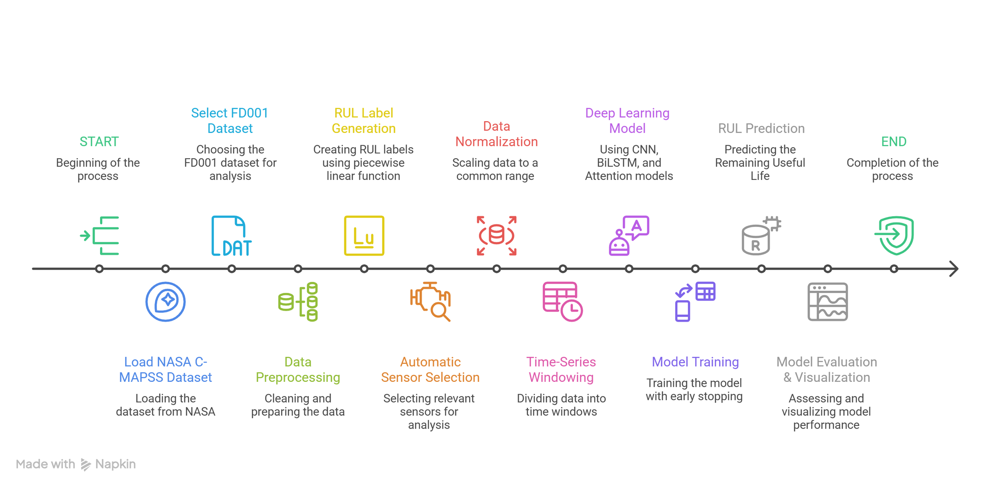 START
Beginning of the
process
Load NASA C-
MAPSS Dataset
Loading the
dataset from NASA
Select FD001
Dataset
Choosing the
FD001 dataset for
analysis
DAT
Data
Preprocessing
Cleaning and
preparing the data
RUL Label
Generation
Creating RUL labels
using piecewise
linear function
Lu
Automatic
Sensor Selection
Selecting relevant
sensors for
analysis
Data
Normalization
Scaling data to a
common range
Time-Series
Windowing
Dividing data into
time windows
Deep Learning
Model
Using CNN,
BiLSTM, and
Attention models
A
Model Training
Training the model
with early stopping
RUL Prediction
Predicting the
Remaining Useful
Life
R
Model Evaluation
& Visualization
Assessing and
visualizing model
performance
END
Completion of the
process
Made with Napkin